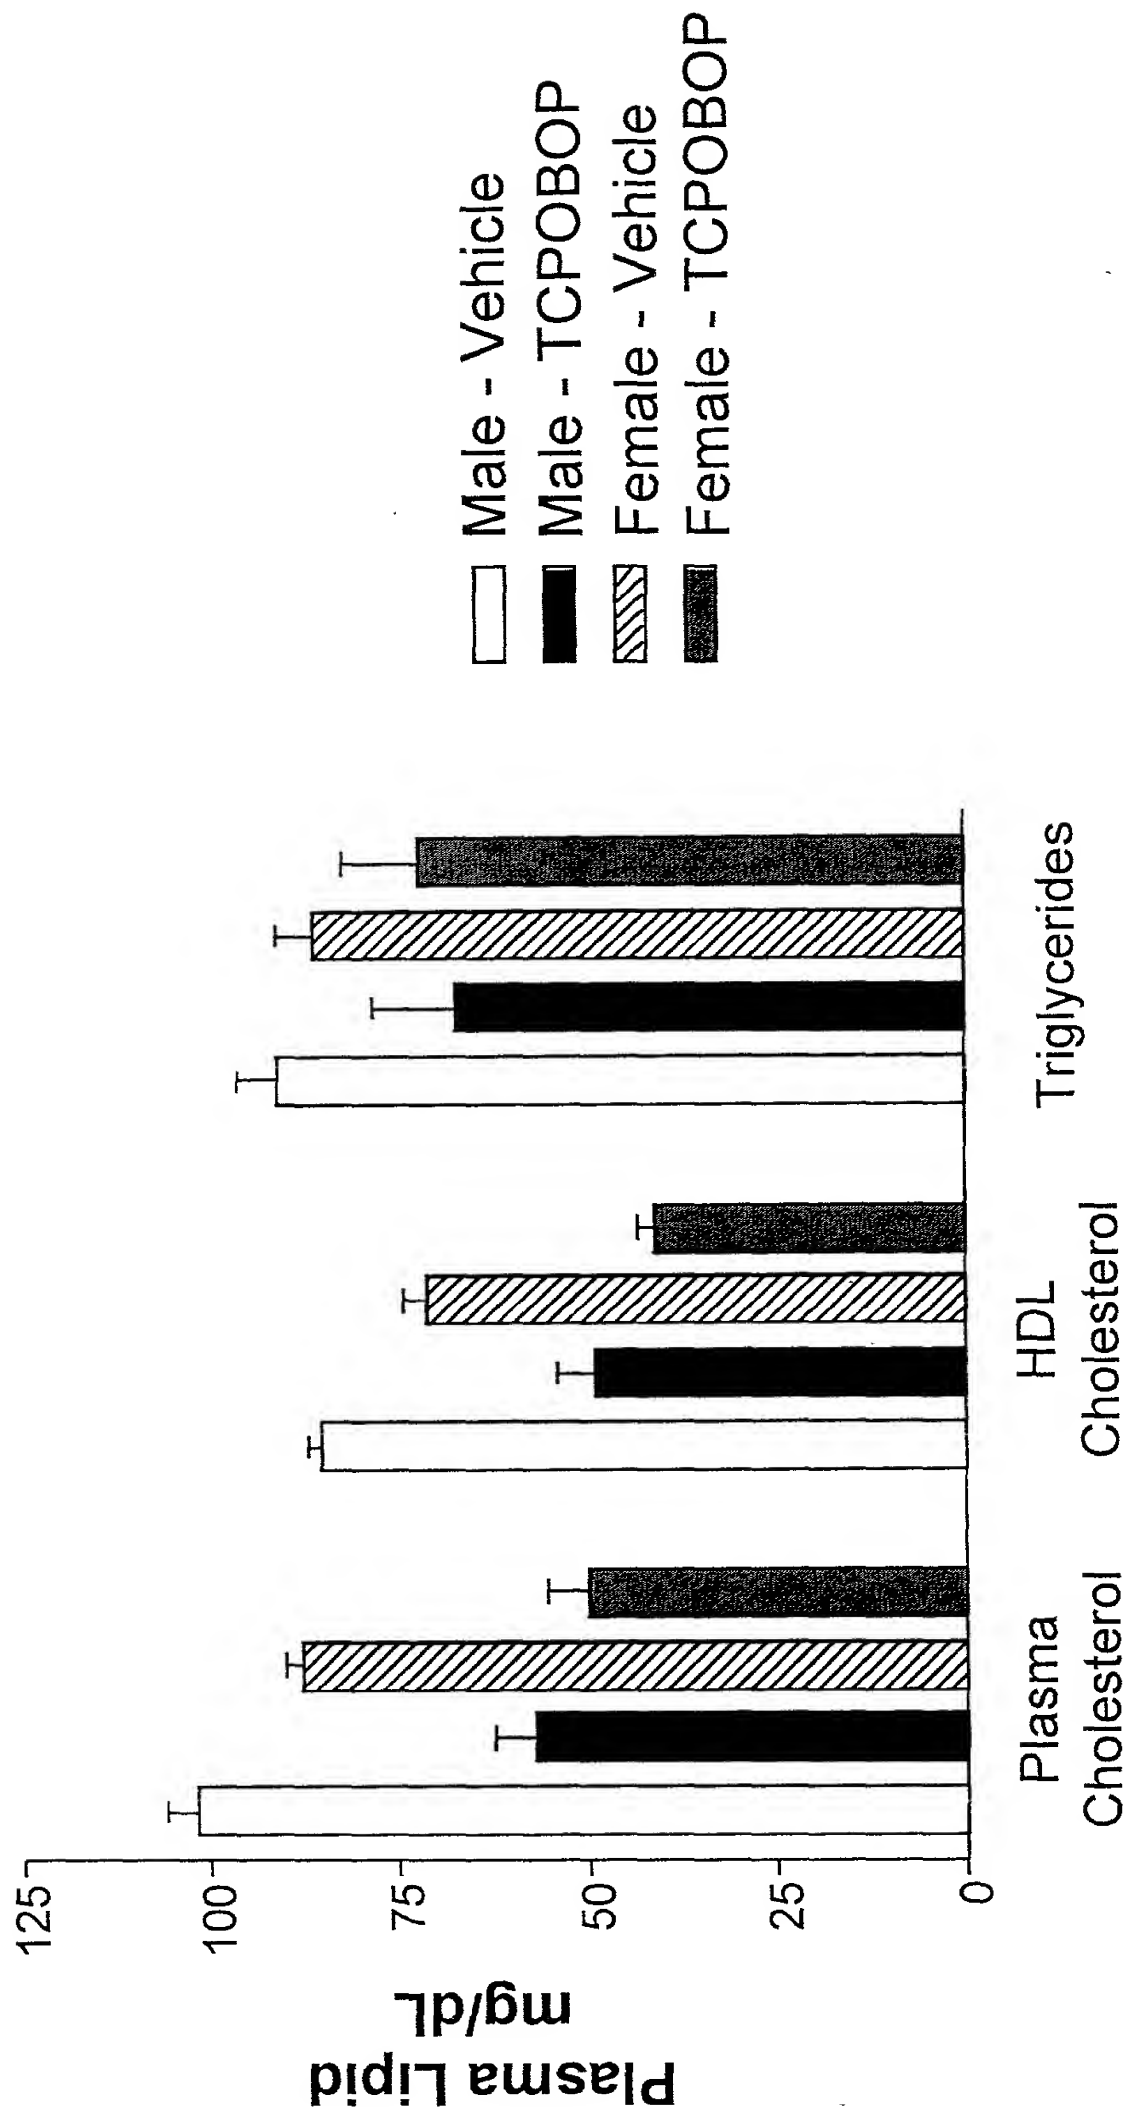 Plasma Lipid
mg/dL
125
100
75
50
25
0
Plasma
Cholesterol
HDL
Cholesterol
Triglycerides
Male - Vehicle
Male - TCPOBOP
Female - Vehicle
Female - TCPOBOP